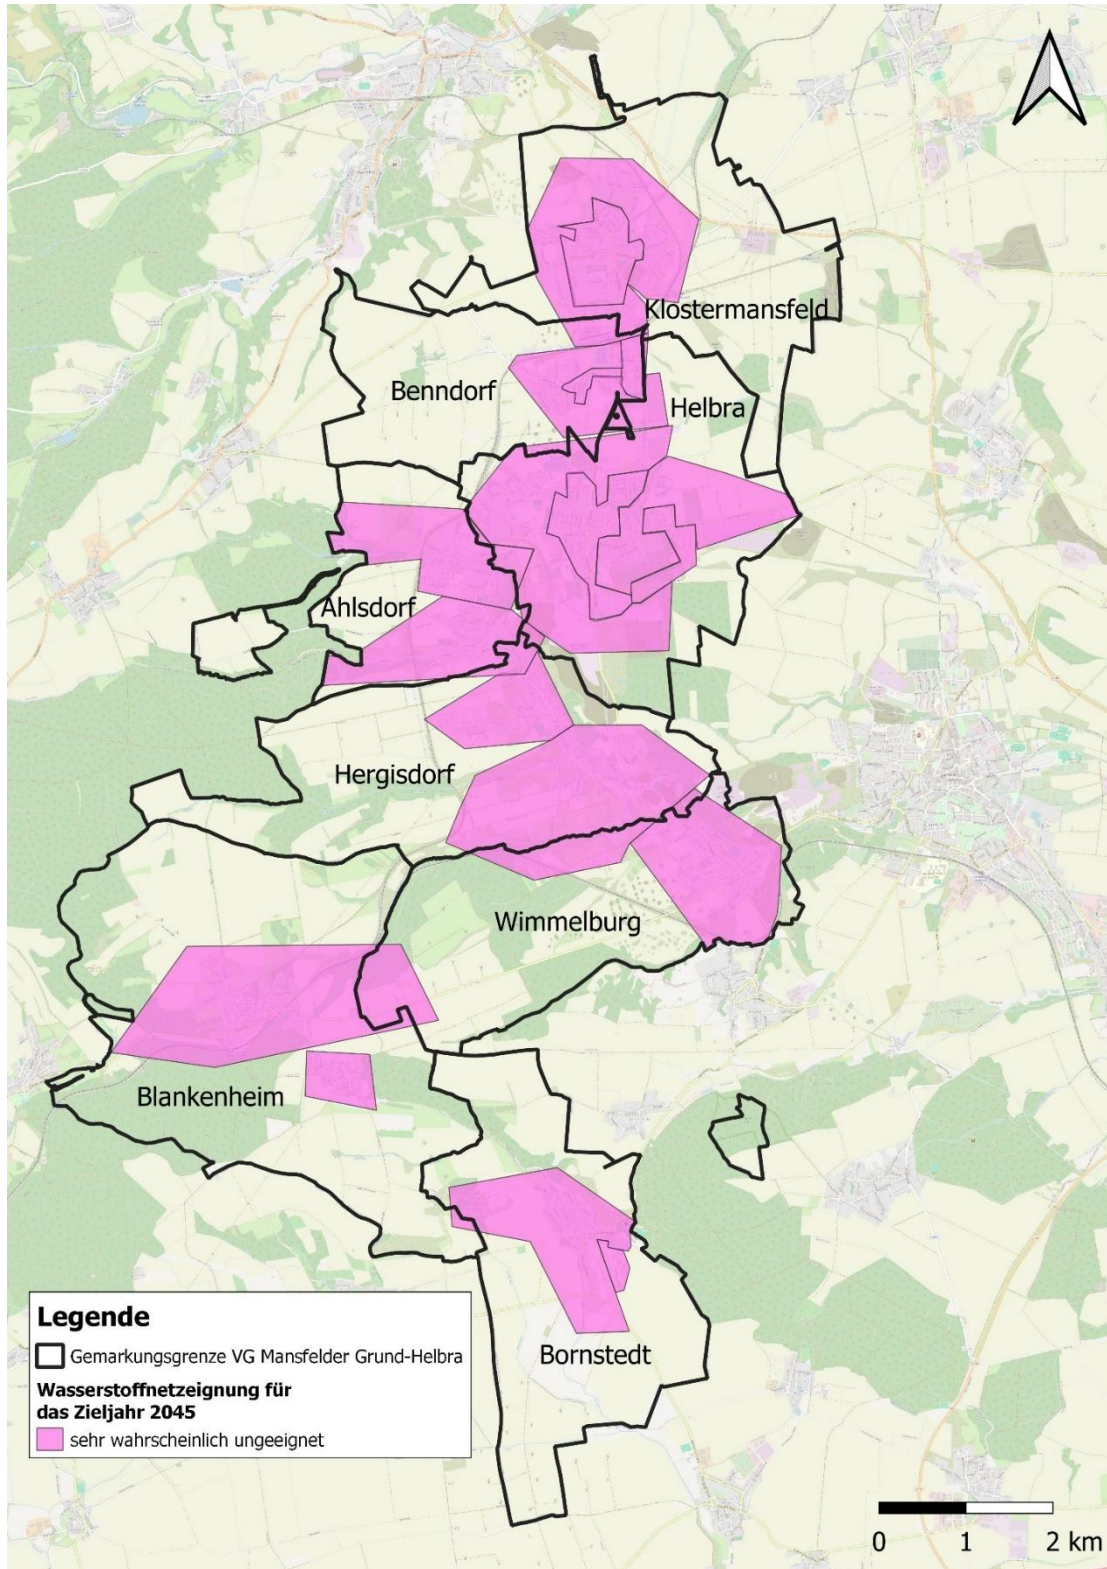 Klostermansfeld
Benndorf
Helbra
Ahlsdorf
Hergisdorf
Wimmelburg
Blankenheim
Bornstedt
Legende
Gemarkungsgrenze VG Mansfelder Grund-Helbra
Wasserstoffnetzeignung für
das Zieljahr 2045
sehr wahrscheinlich ungeeignet
0 1 2 km